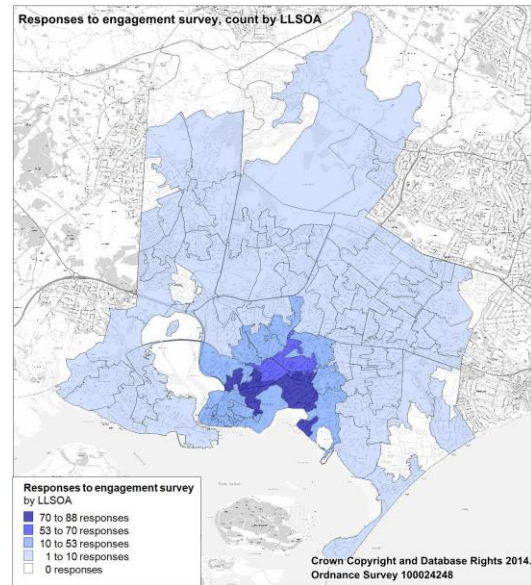 Responses to engagement survey, count by LLSOA
Responses to engagement survey
by LLSOA
70 to 88 responses
53 to 70 responses
10 to 53 responses
1 to 10 responses
0 responses
Crown Copyright and Database Rights 2014.
Ordnance Survey 100024248